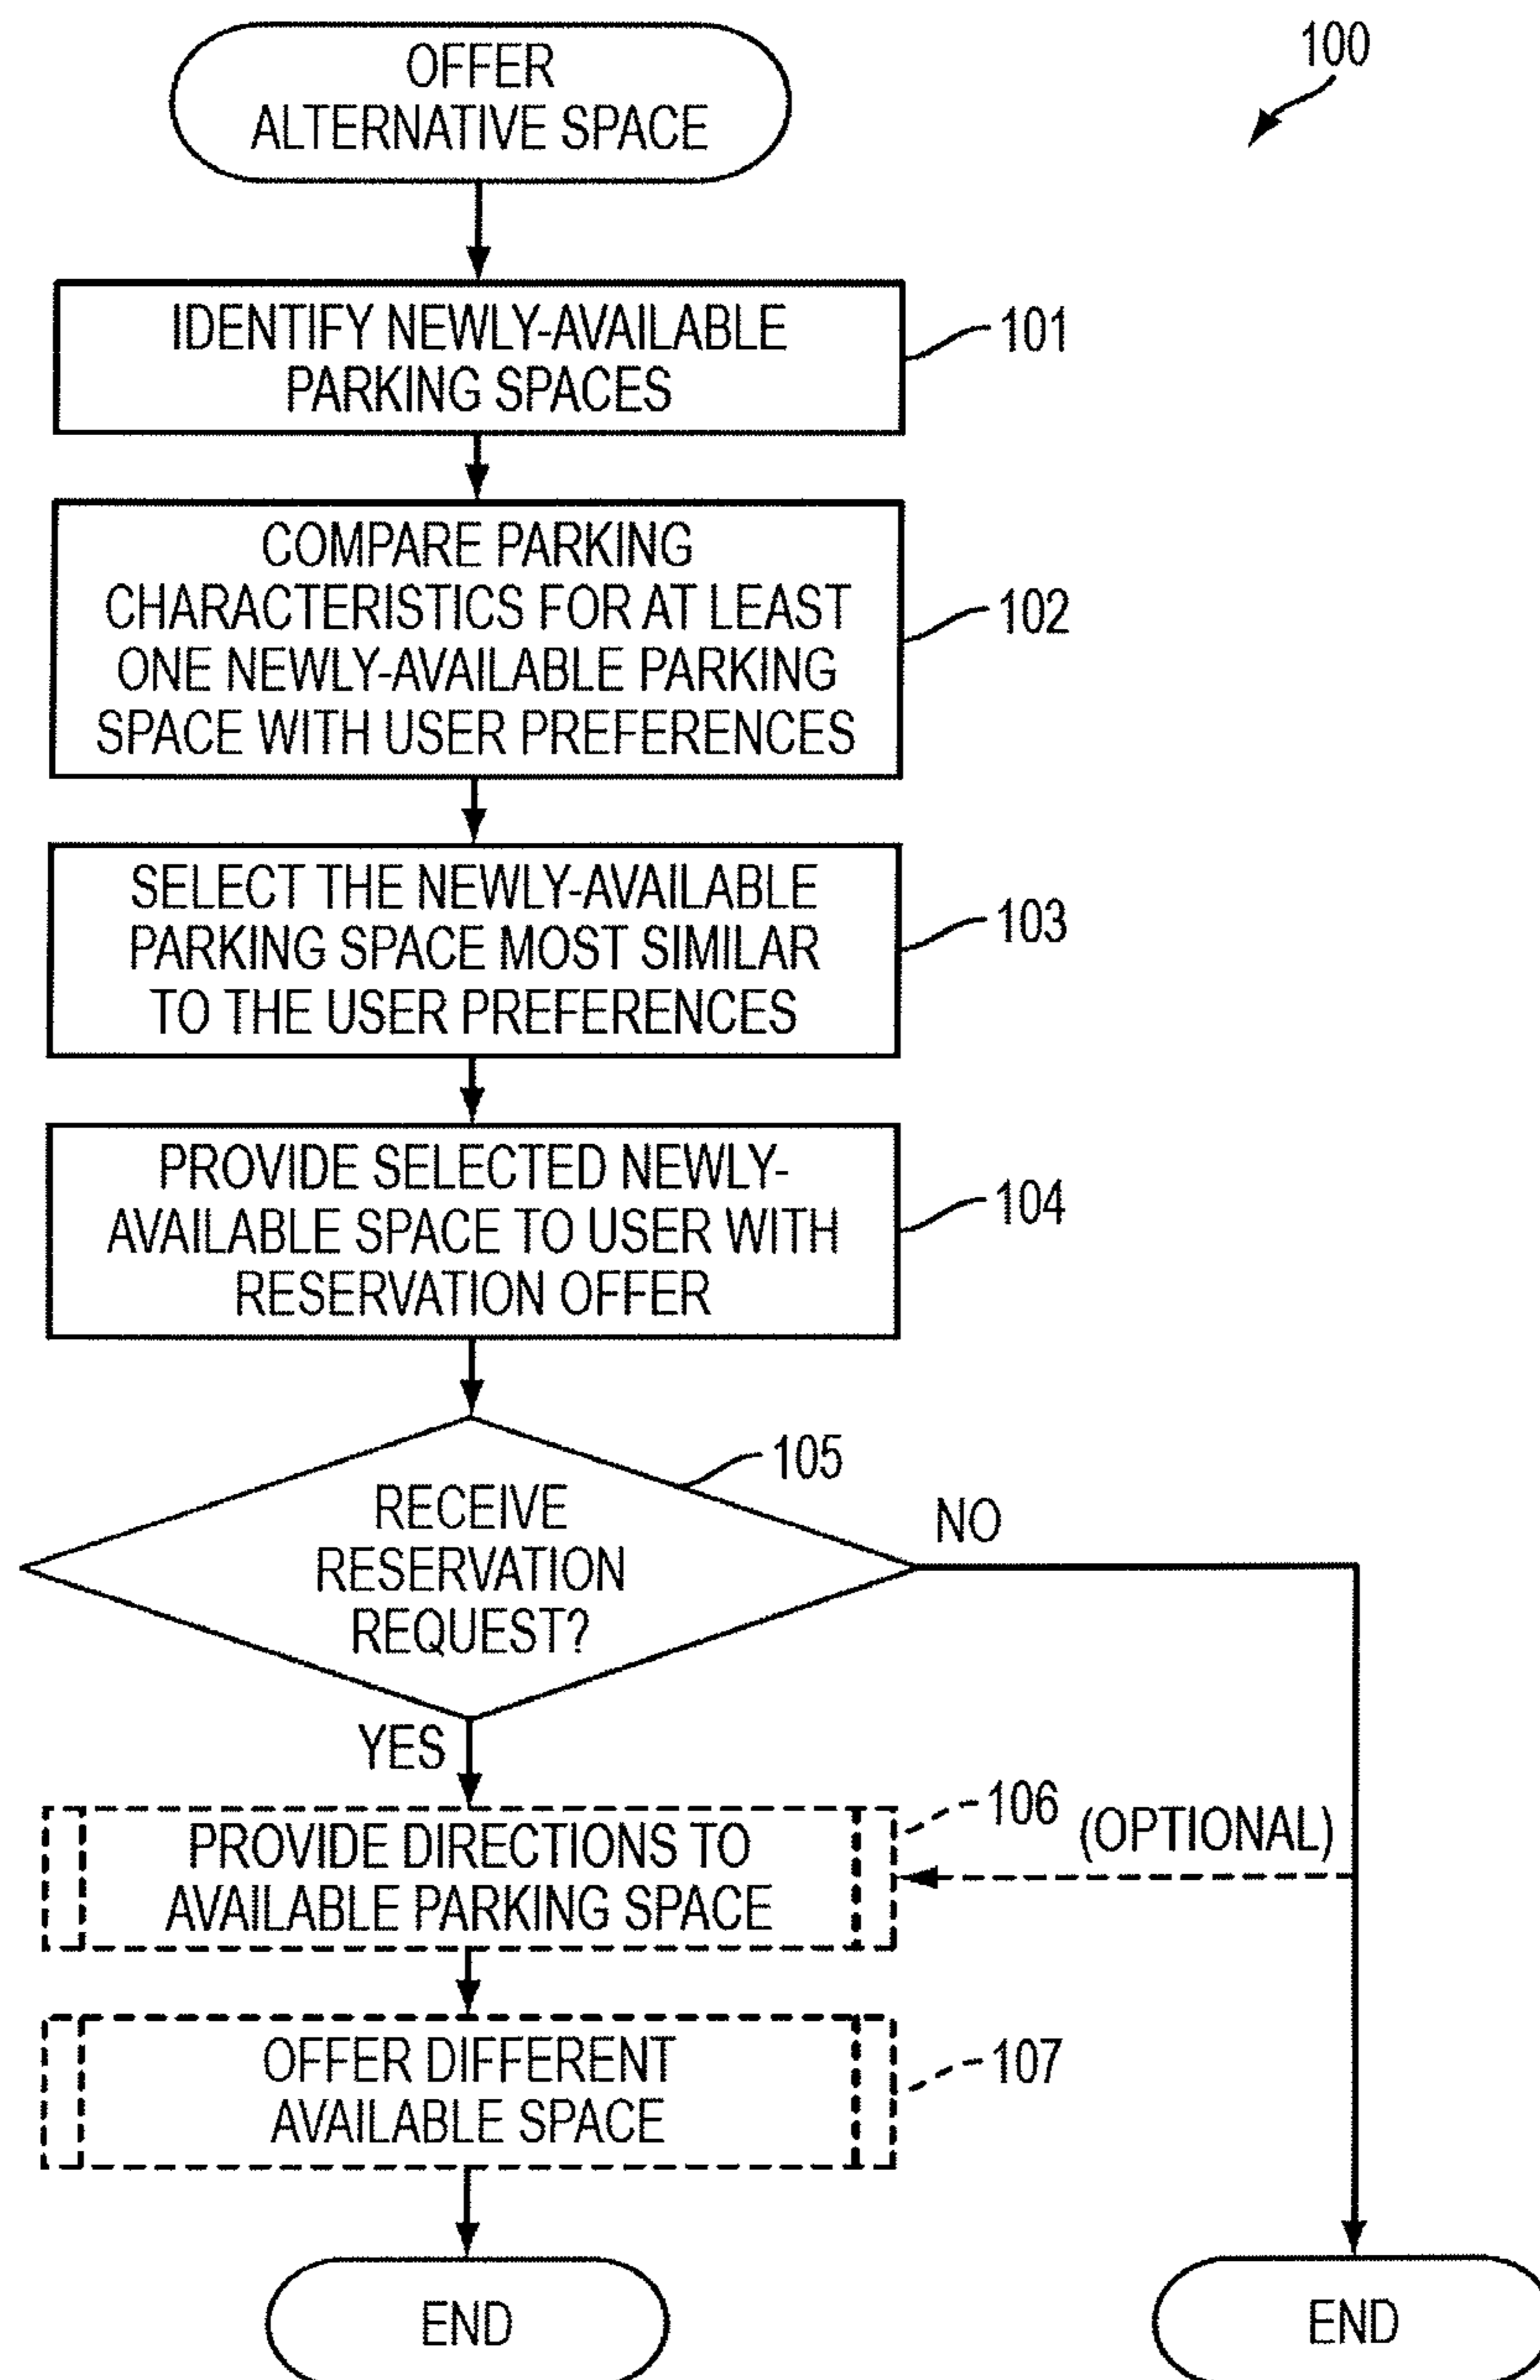 OFFER
ALTERNATIVE SPACE
100
IDENTIFY NEWLY-AVAILABLE
PARKING SPACES
101
COMPARE PARKING
CHARACTERISTICS FOR AT LEAST
ONE NEWLY-AVAILABLE PARKING
SPACE WITH USER PREFERENCES
102
SELECT THE NEWLY-AVAILABLE
PARKING SPACE MOST SIMILAR
TO THE USER PREFERENCES
103
PROVIDE SELECTED NEWLY-
AVAILABLE SPACE TO USER WITH
RESERVATION OFFER
104
105
RECEIVE
RESERVATION
REQUEST?
NO
YES
PROVIDE DIRECTIONS TO
AVAILABLE PARKING SPACE
106
(OPTIONAL)
OFFER DIFFERENT
AVAILABLE SPACE
107
END
END